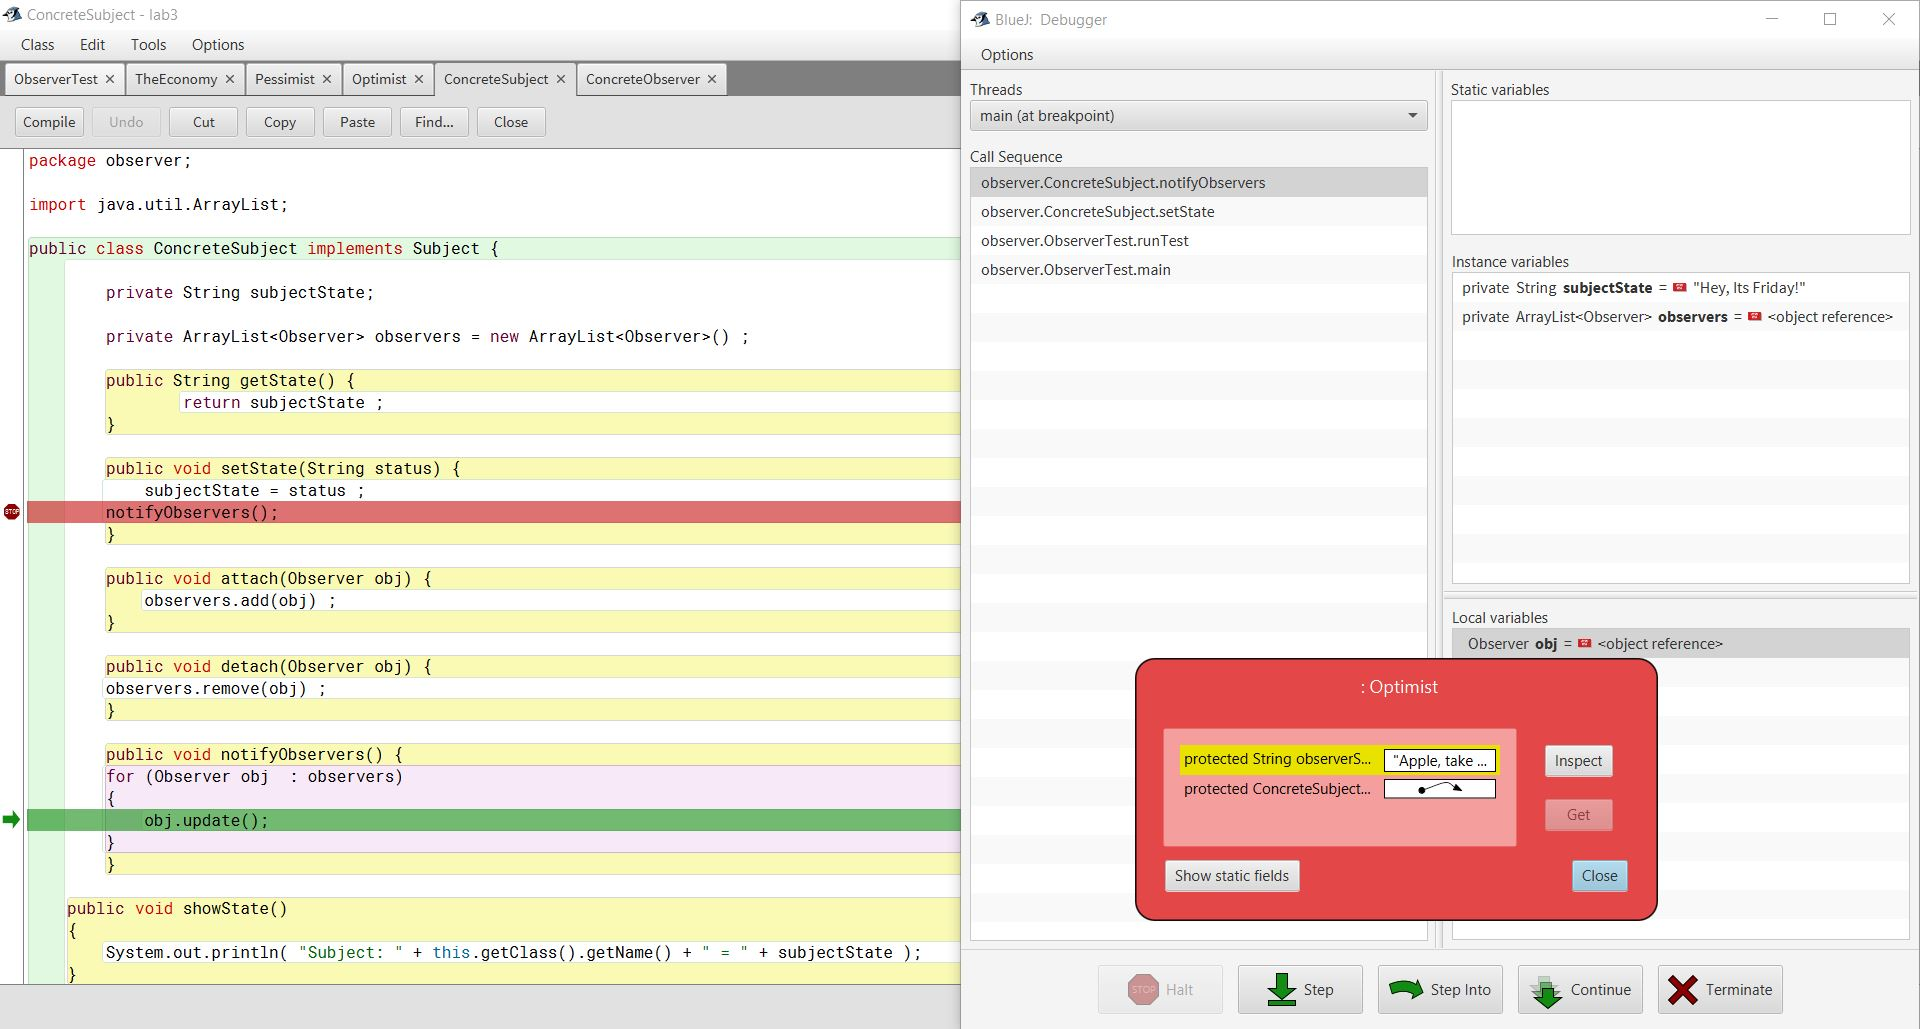 ConcreteSubject - lab3
Class Edit Tools Options
ObserverTest TheEconomy Pessimist Optimist ConcreteSubject ConcreteObserver
Compile Undo Cut Copy Paste Find... Close
package observer;
import java.util.ArrayList;
public class ConcreteSubject implements Subject {
private String subjectState;
private ArrayList<Observer> observers = new ArrayList<Observer>() ;
public String getState() {
return subjectState ;
}
public void setState(String status) {
subjectState = status ;
STOP
notifyObservers();
}
public void attach(Observer obj) {
observers.add(obj) ;
}
public void detach(Observer obj) {
observers.remove(obj) ;
}
public void notifyObservers() {
for (Observer obj  : observers)
{
obj.update();
}
}
public void showState()
{
System.out.println( "Subject: " + this.getClass().getName() + " = " + subjectState );
}
BlueJ: Debugger
Options
Threads
main (at breakpoint)
Call Sequence
observer.ConcreteSubject.notifyObservers
observer.ConcreteSubject.setState
observer.ObserverTest.runTest
observer.ObserverTest.main
Static variables
Instance variables
private String subjectState = "Hey, Its Friday!"
private ArrayList<Observer> observers = <object reference>
Local variables
Observer obj = <object reference>
: Optimist
protected String observerS... "Apple, take ...
protected ConcreteSubject...
Inspect
Get
Show static fields
Close
STOP Halt Step Step Into Continue Terminate